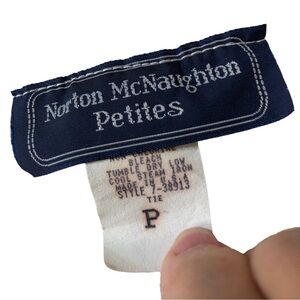 Norton McNaughton
Petites
BLEACH
TUMBLE DRY LOW
COOL STEAM IRON
MADE IN U.S.A
STYLE 7-38913
TIE
P